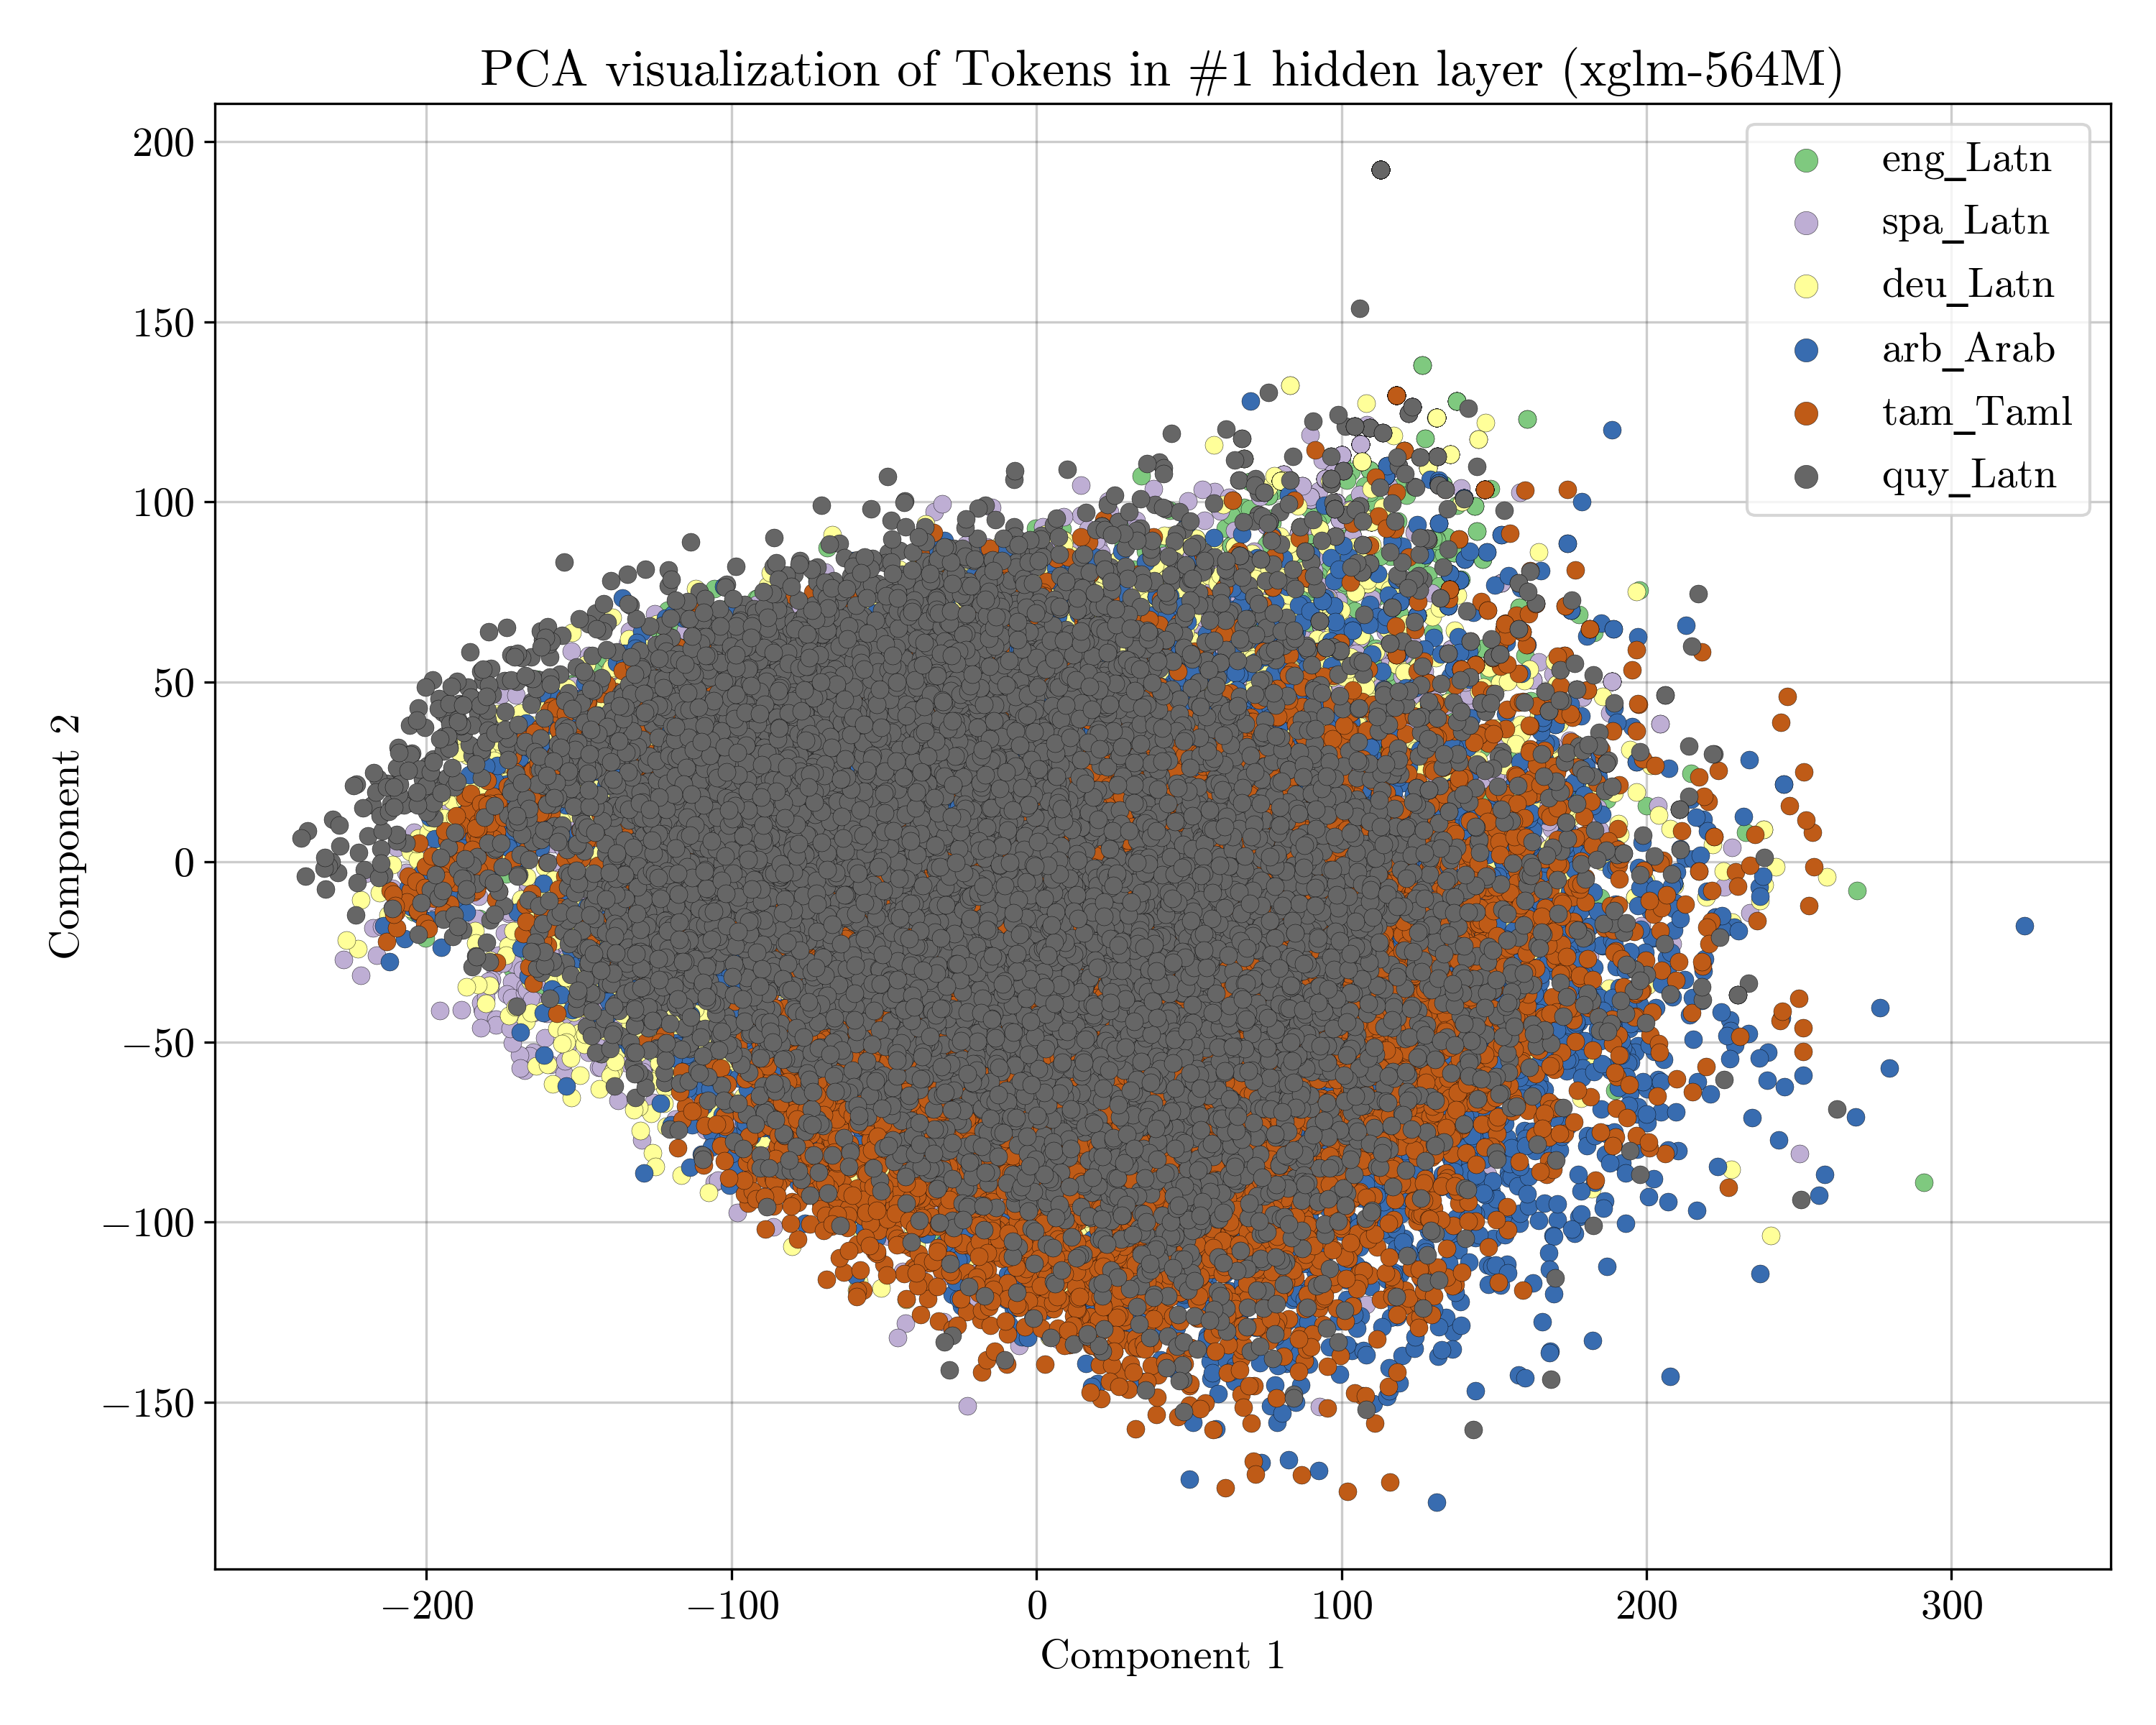 PCA visualization of Tokens in #1 hidden layer (xglm-564M)
eng_Latn
spa_Latn
deu_Latn
arb_Arab
tam_Taml
quy_Latn
200
150
100
50
0
−50
−100
−150
Component 2
−200
−100
0
100
200
300
Component 1